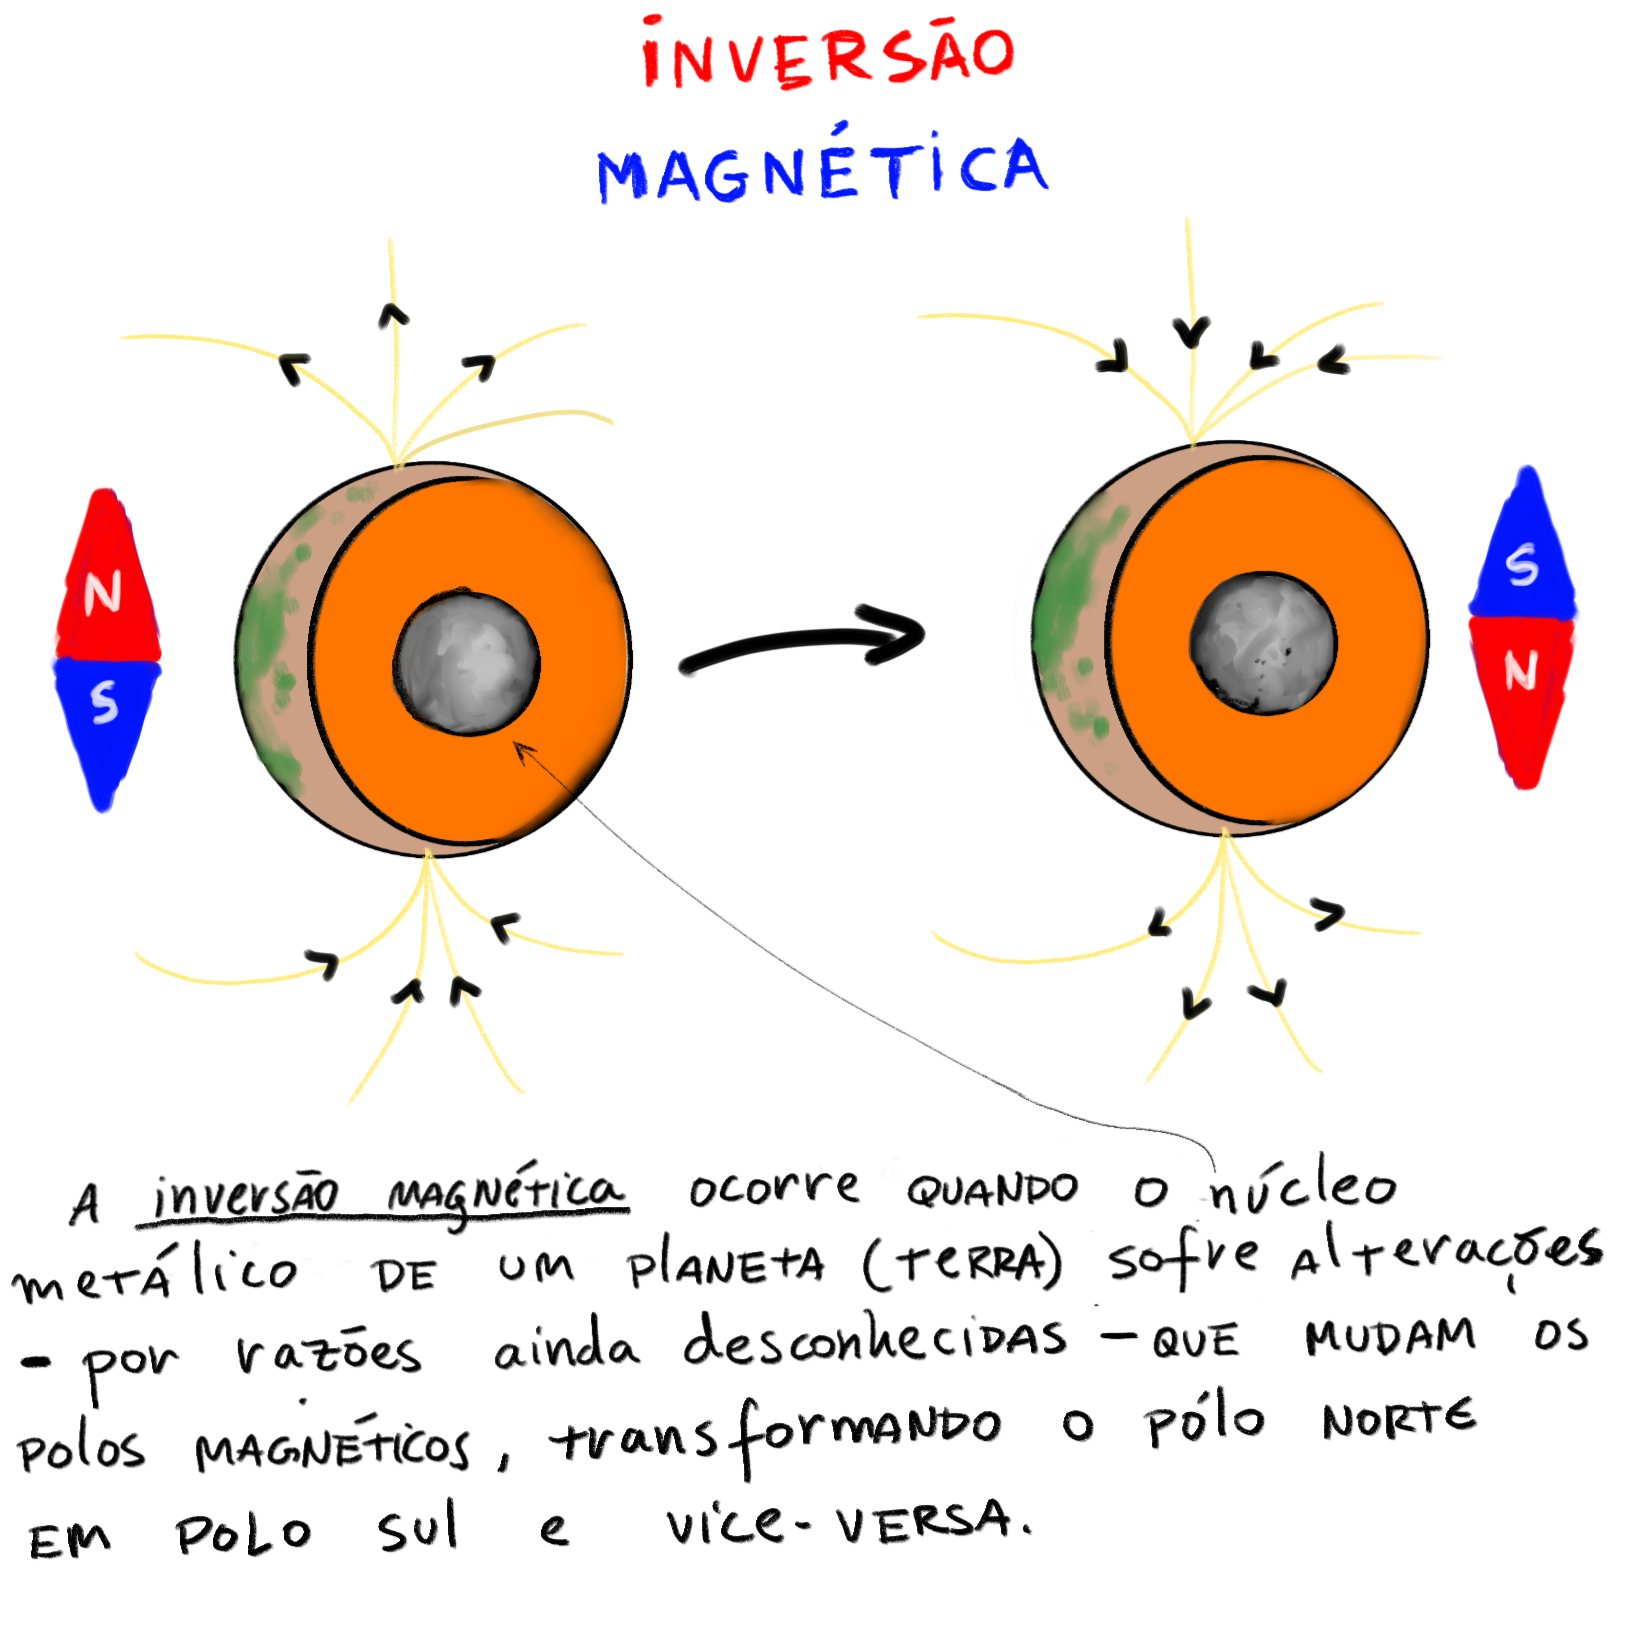 INVERSÃO
MAGNÉTICA
N
S
S
N
A inversão MAGNética ocorre QUANDO o núcleo
metálico DE UM PLANETA (TERRA) sofre Alterações
- por razões ainda desconheciDAS - QUE MUDAM OS
polos MAGNÉTICOS, transforMANDO o pólo NORTE
EM POLO SUl e vice-VERSA.